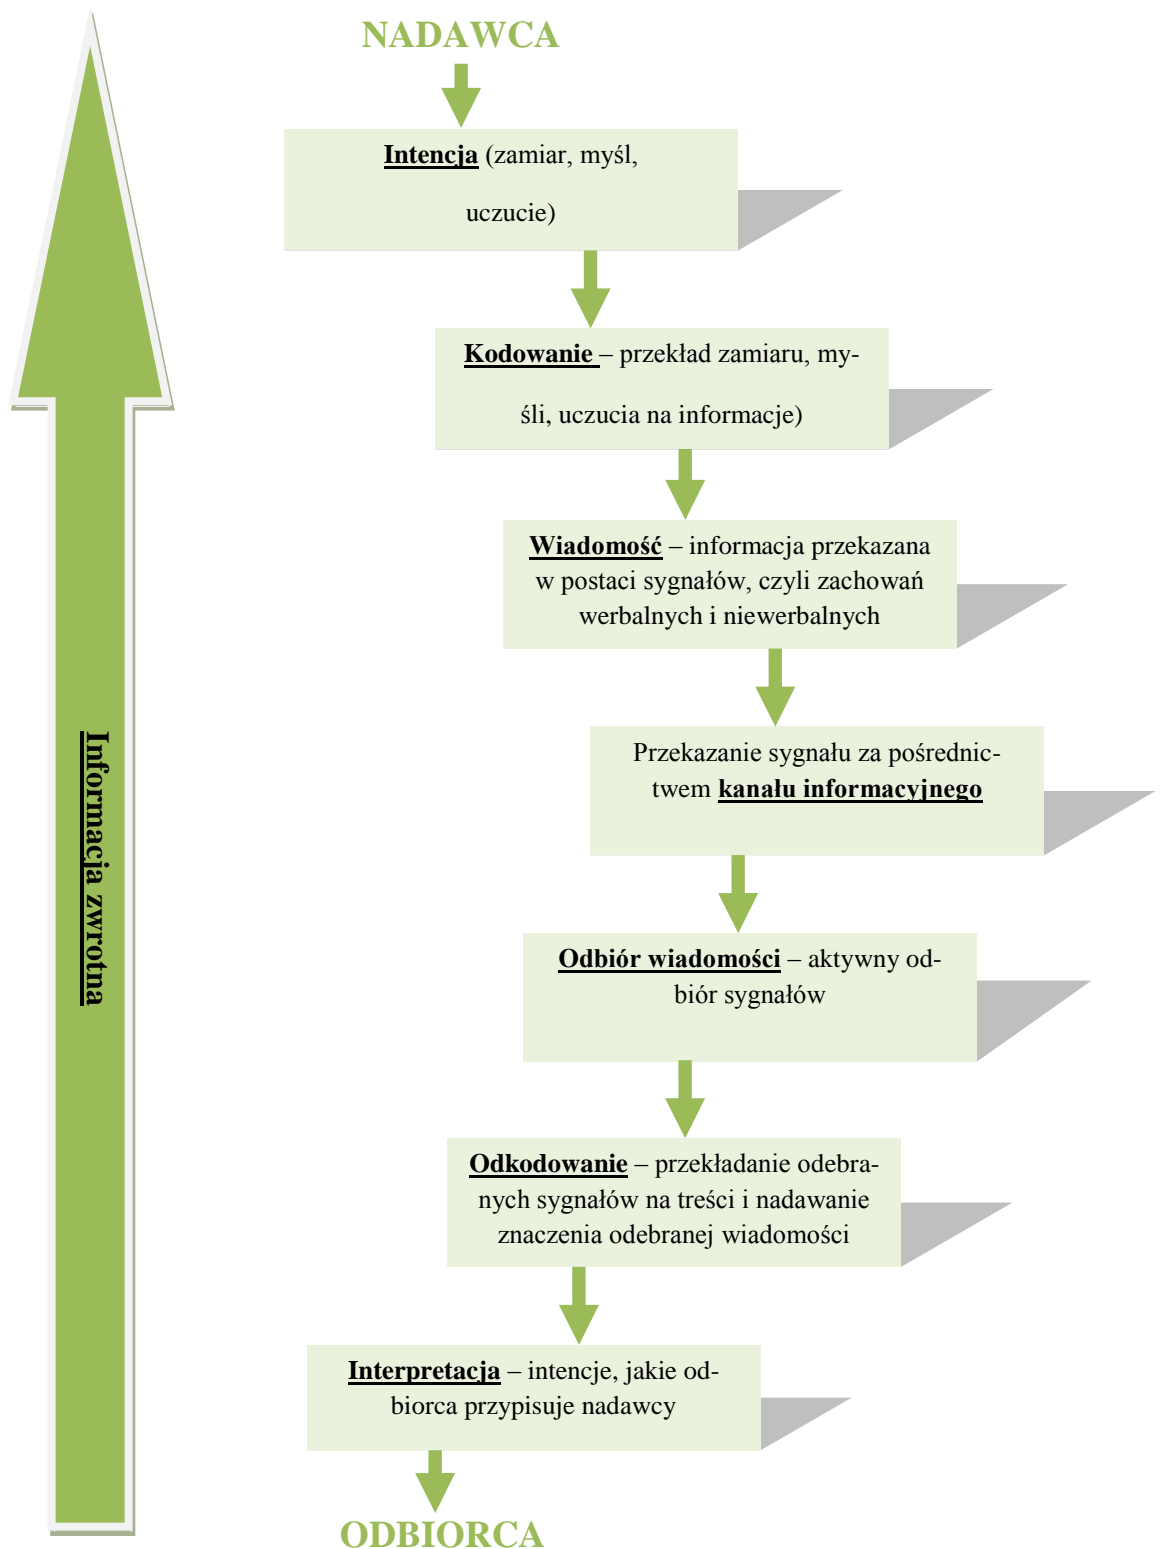 NADAWCA
Intencja (zamiar, myśl,
uczucie)
Kodowanie – przekład zamiaru, my-
śli, uczucia na informacje)
Wiadomość – informacja przekazana
w postaci sygnałów, czyli zachowań
werbalnych i niewerbalnych
Przekazanie sygnału za pośrednic-
twem kanału informacyjnego
Odbiór wiadomości – aktywny od-
biór sygnałów
Odkodowanie – przekładanie odebra-
nych sygnałów na treści i nadawanie
znaczenia odebranej wiadomości
Interpretacja – intencje, jakie od-
biorca przypisuje nadawcy
ODBIORCA
Informacja zwrotna